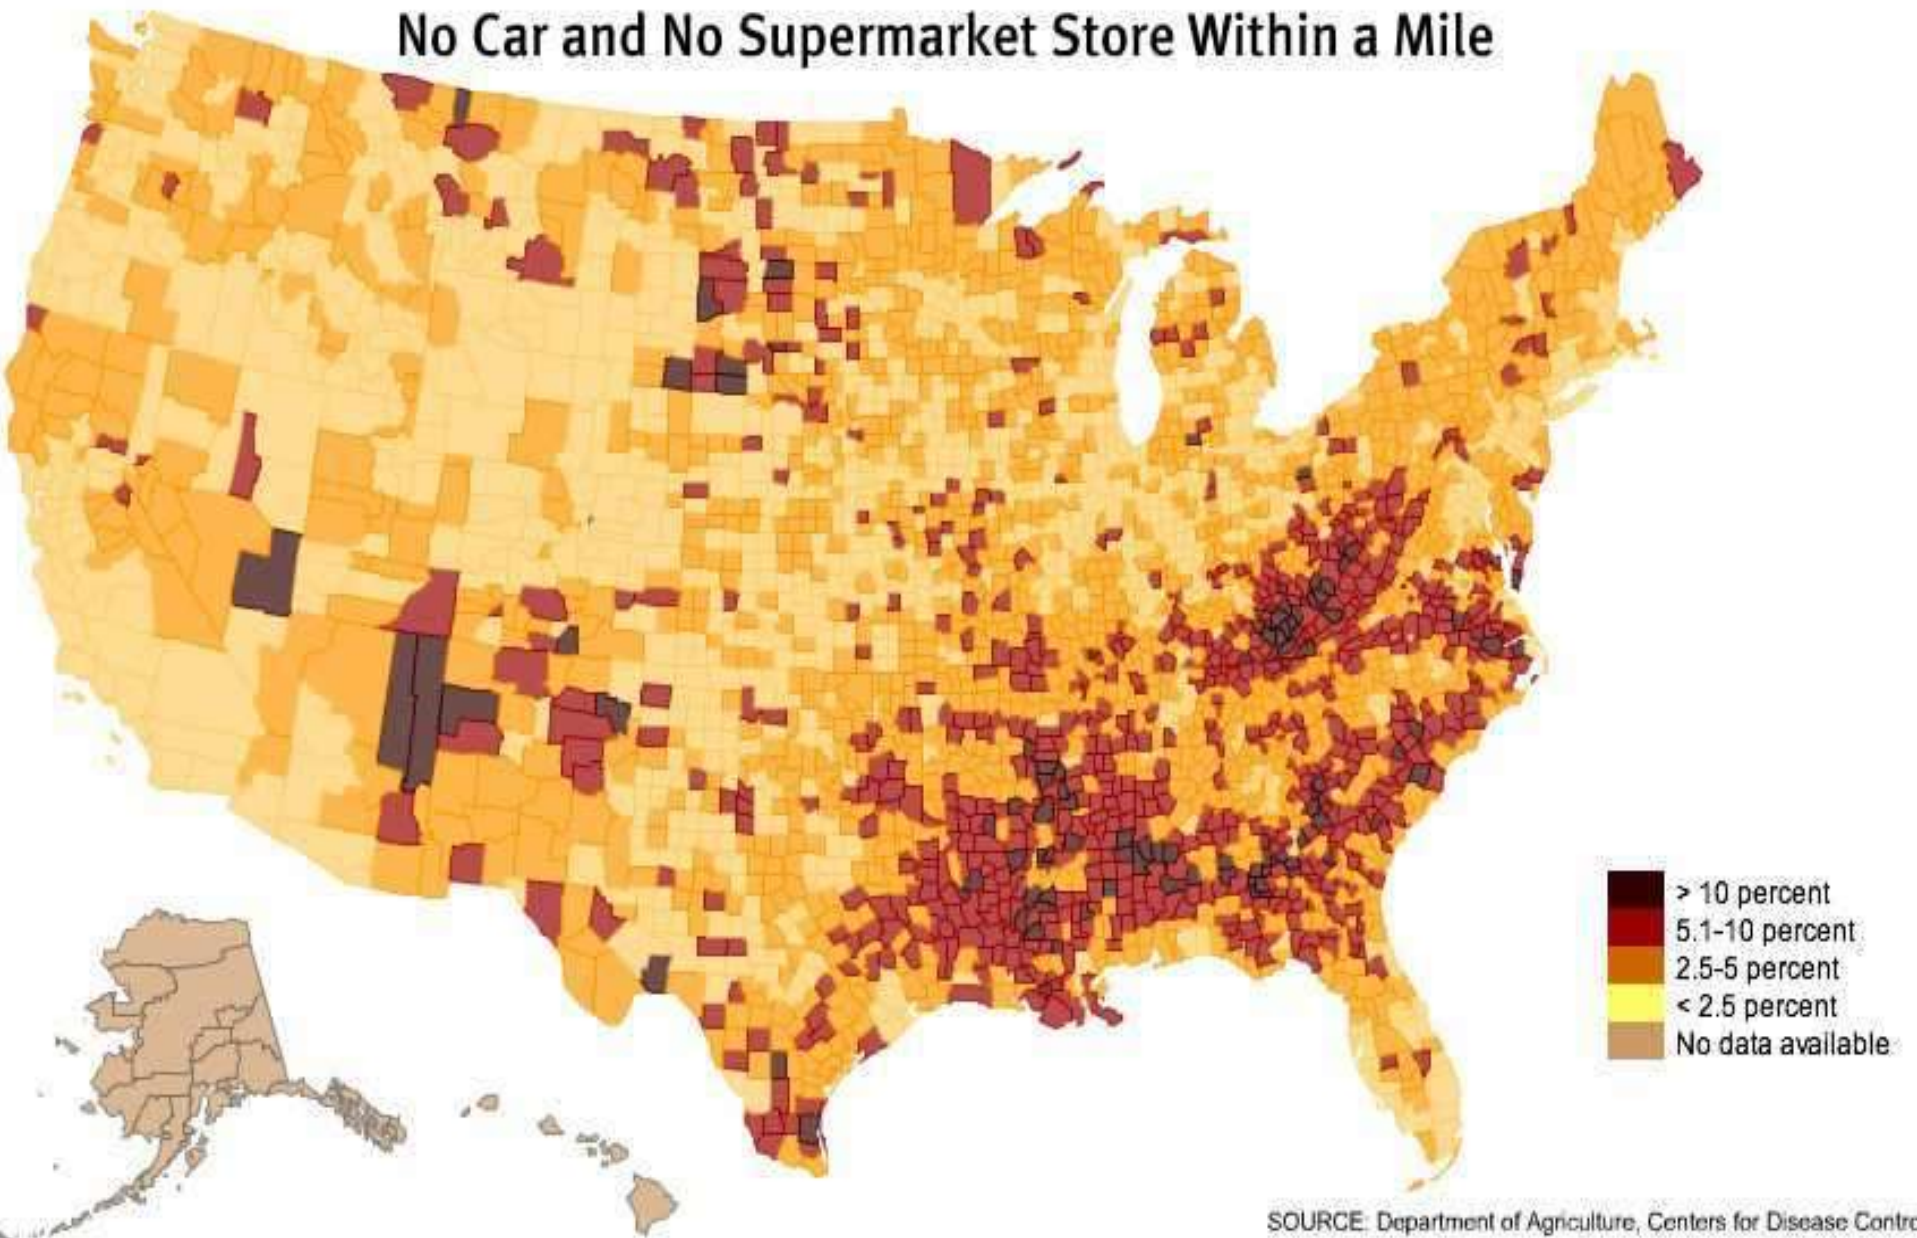 No Car and No Supermarket Store Within a Mile
> 10 percent
5.1-10 percent
2.5-5 percent
< 2.5 percent
No data available
SOURCE: Department of Agriculture, Centers for Disease Contro